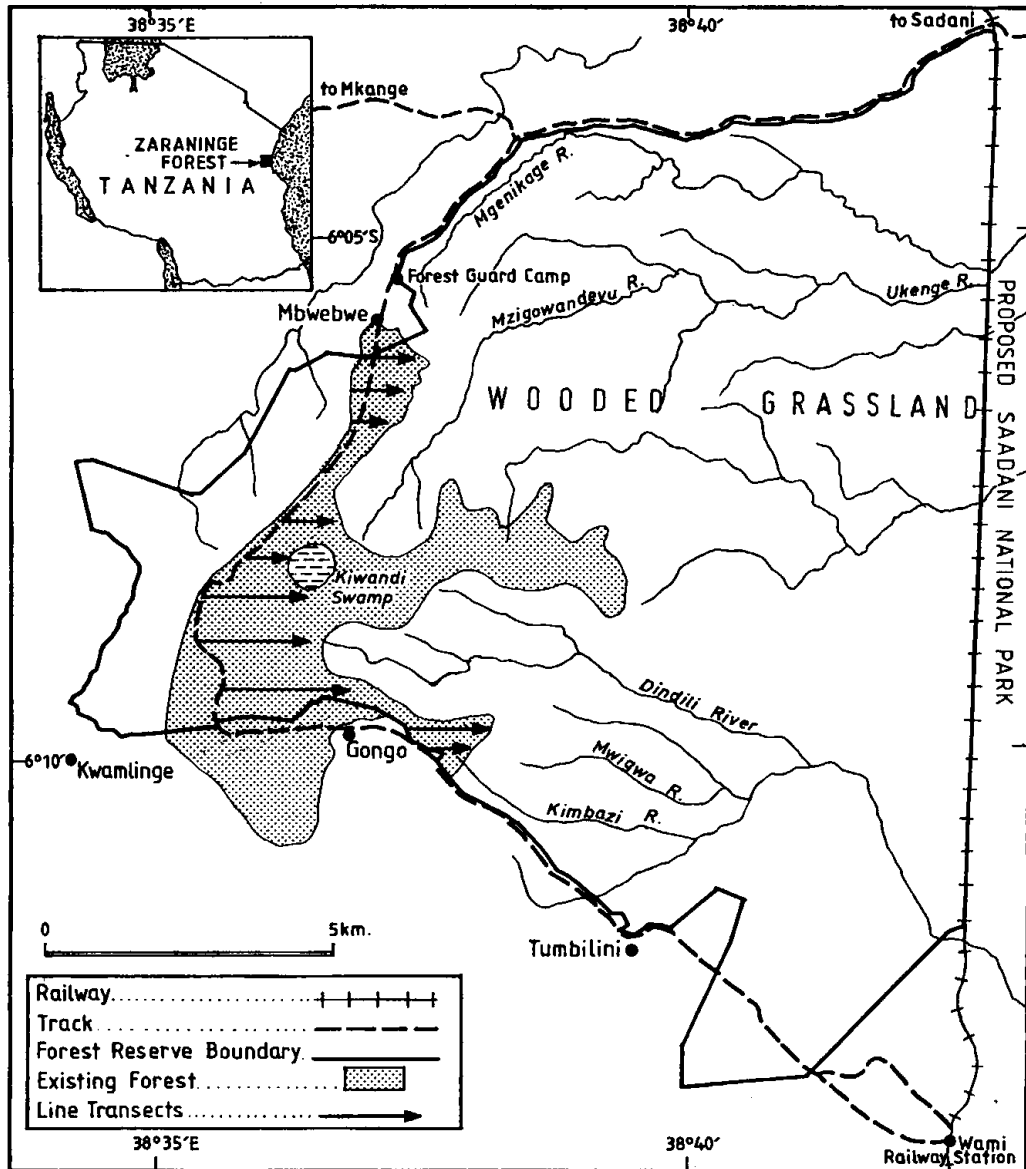 38°35'E
38°40'
to Sadani
to Mkange
ZARANINGE
FOREST
TANZANIA
6°05'S
Mgenikage R.
Forest Guard Camp
Mbwebwe
Mzigowandevu R.
Ukenge R.
WOODED GRASSLAND
PROPOSED SAADANI NATIONAL PARK
Kiwandi
Swamp
Dindili River
Gongo
Mwigwa R.
6°10'
Kwamlinge
Kimbazi R.
0 5km.
Tumbilini
Railway
Track
Forest Reserve Boundary
Existing Forest
Line Transects
38°35'E
38°40'
Wami
Railway Station